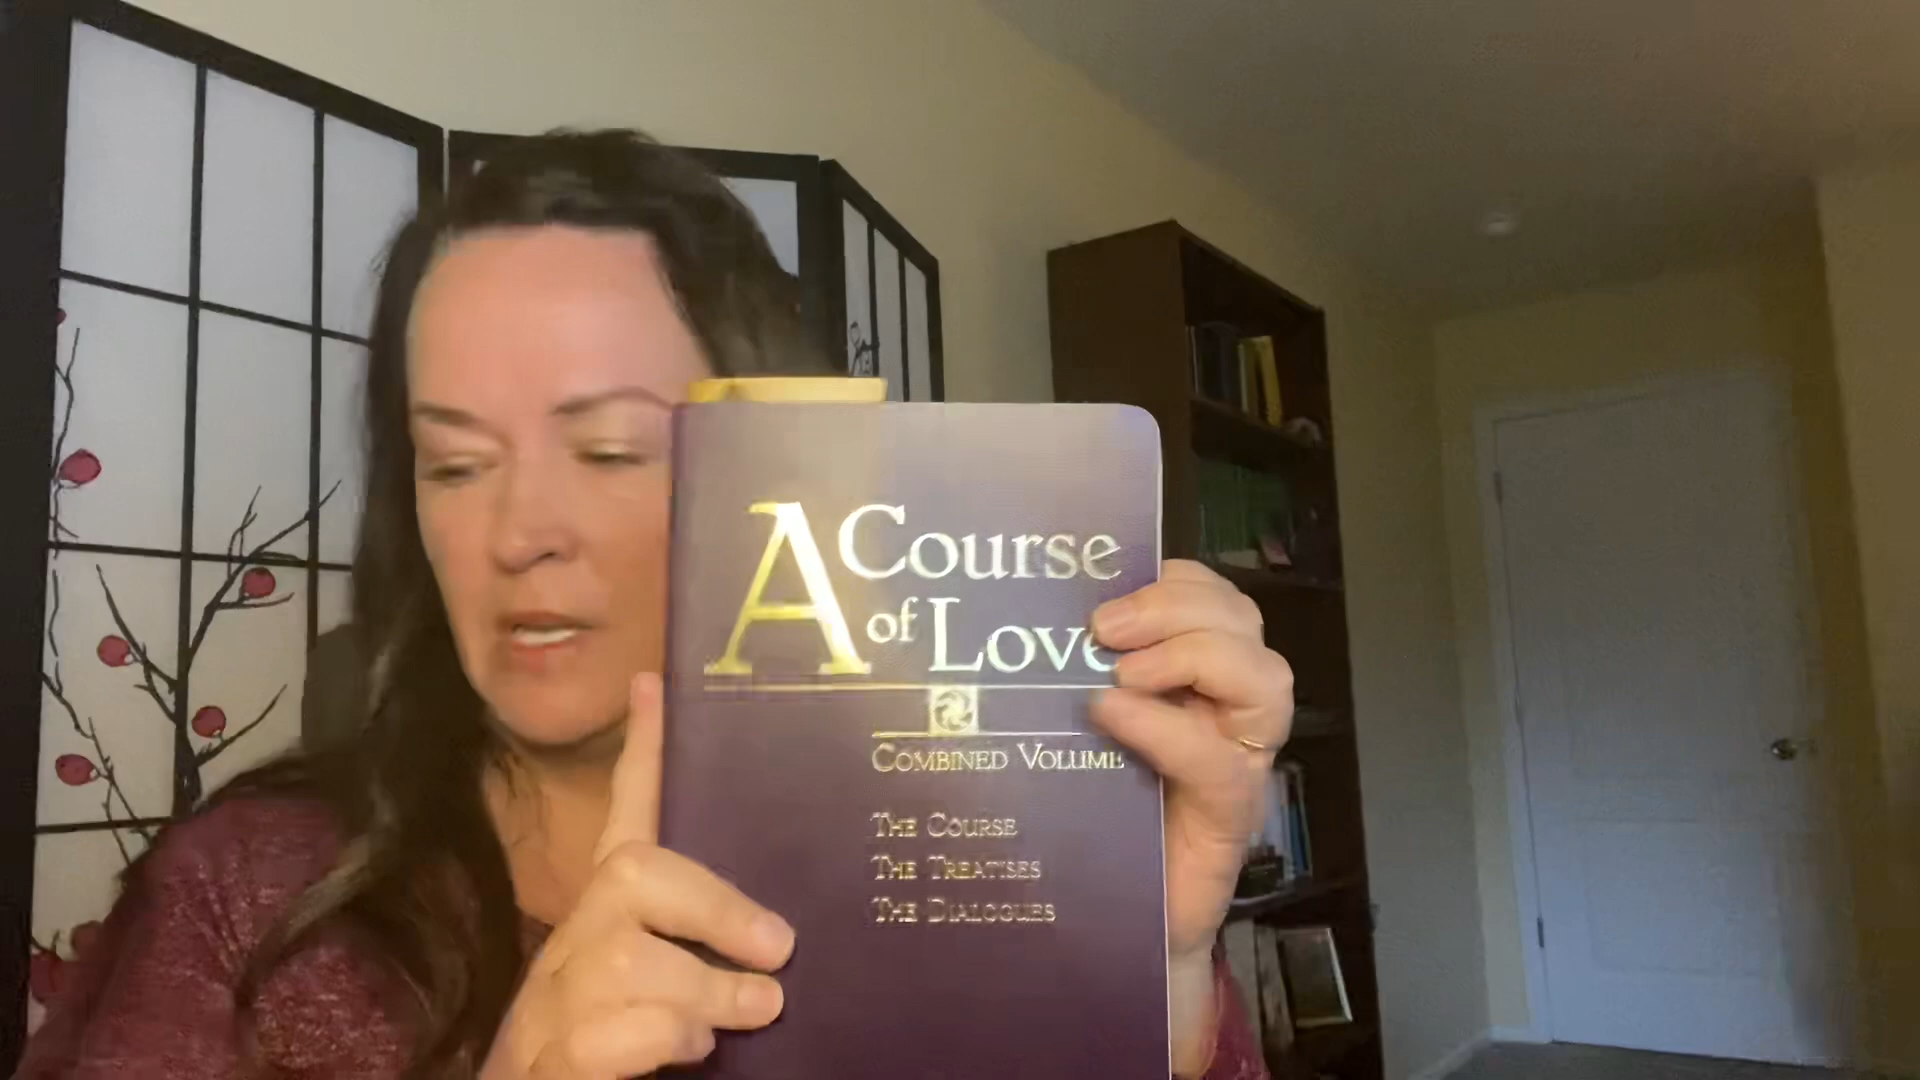 A Course
of Love
Combined Volume
The Course
The Treatises
The Dialogues